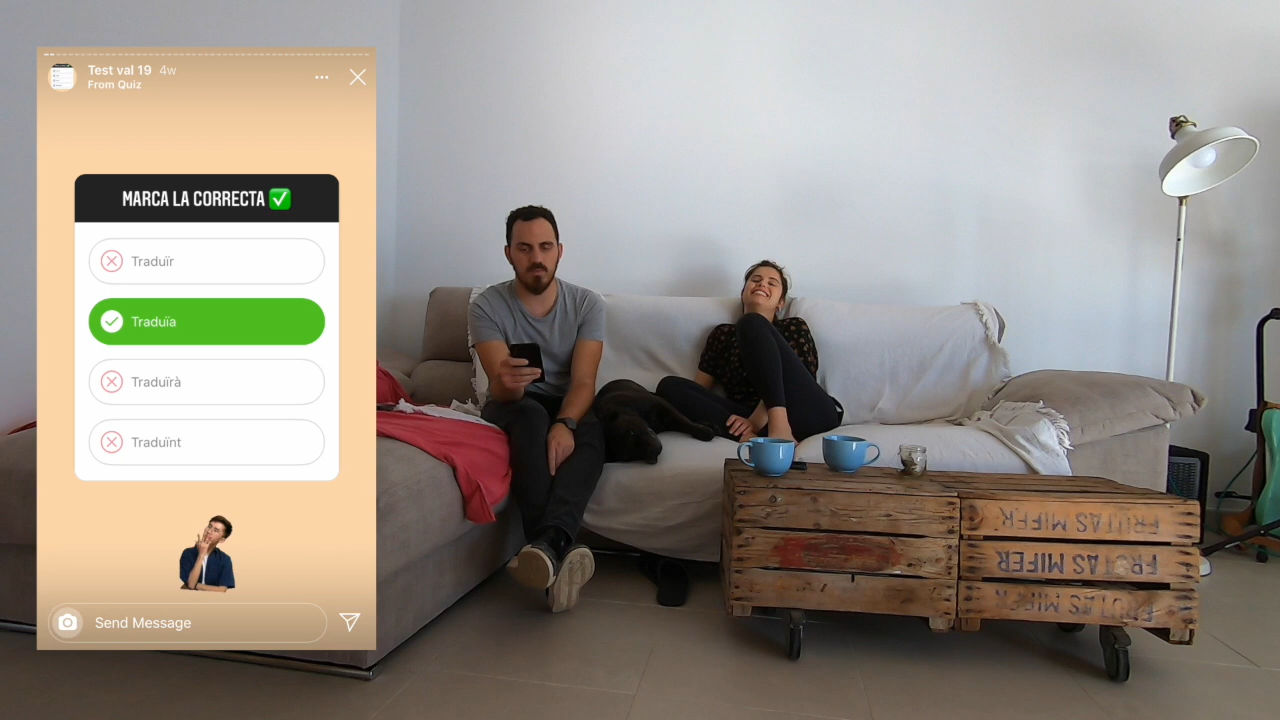 Test val 19 4w
From Quiz
MARCA LA CORRECTA ✅
Traduïr
Traduïa
Traduïrà
Traduïnt
Send Message
FRUTAS MIFER
FRUTAS MIFER
FRUTAS MIFER